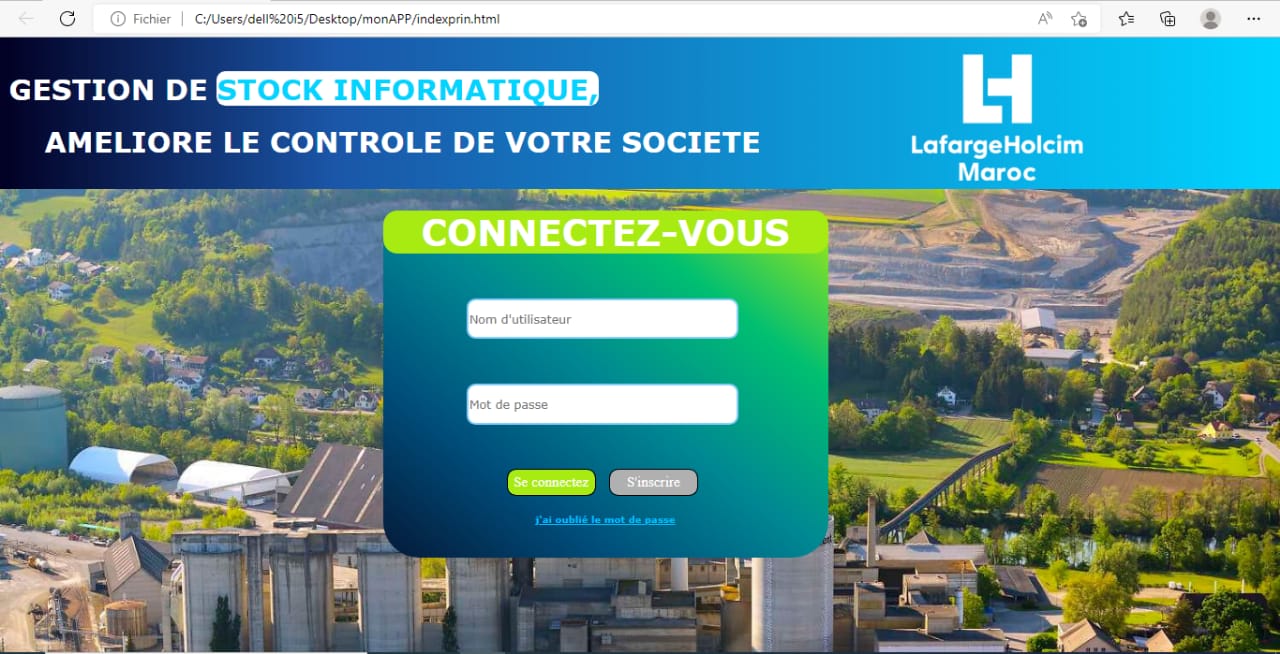 Fichier | C:/Users/dell%20i5/Desktop/monAPP/indexprin.html
GESTION DE STOCK INFORMATIQUE,
AMELIORE LE CONTROLE DE VOTRE SOCIETE
LafargeHolcim
Maroc
CONNECTEZ-VOUS
Nom d'utilisateur
Mot de passe
Se connectez S'inscrire
j'ai oublié le mot de passe